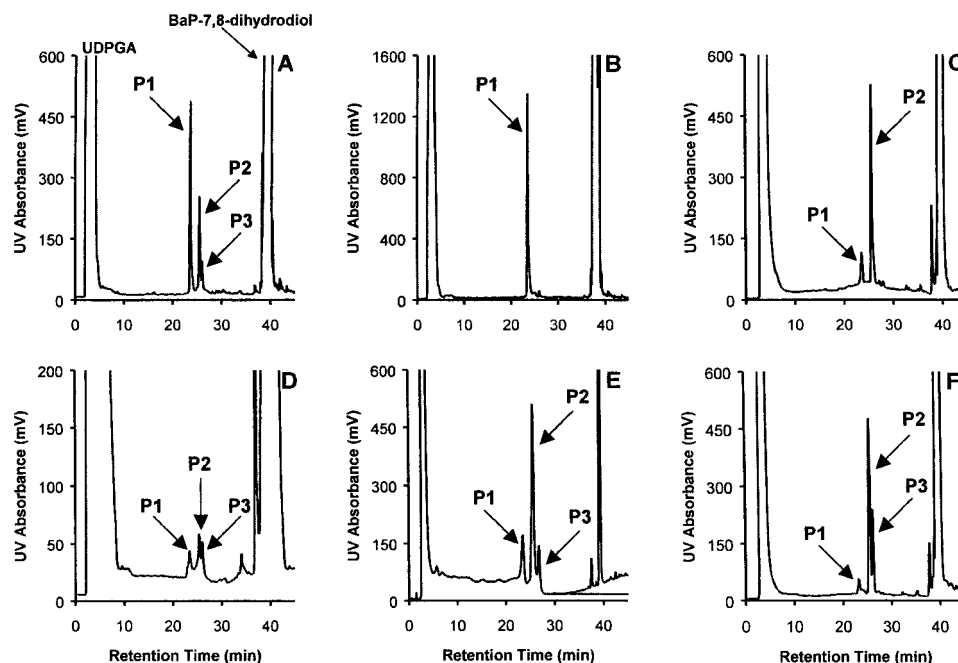 BaP-7,8-dihydrodiol
UDPGA
A
P1
P2
P3
UV Absorbance (mV)
600
450
300
150
0
0 10 20 30 40
B
P1
UV Absorbance (mV)
1600
1200
800
400
0
0 10 20 30 40
C
P2
P1
UV Absorbance (mV)
600
450
300
150
0
0 10 20 30 40
D
P2
P1
P3
UV Absorbance (mV)
200
150
100
50
0
0 10 20 30 40
Retention Time (min)
E
P2
P1
P3
UV Absorbance (mV)
600
450
300
150
0
0 10 20 30 40
Retention Time (min)
F
P2
P3
P1
UV Absorbance (mV)
600
450
300
150
0
0 10 20 30 40
Retention Time (min)